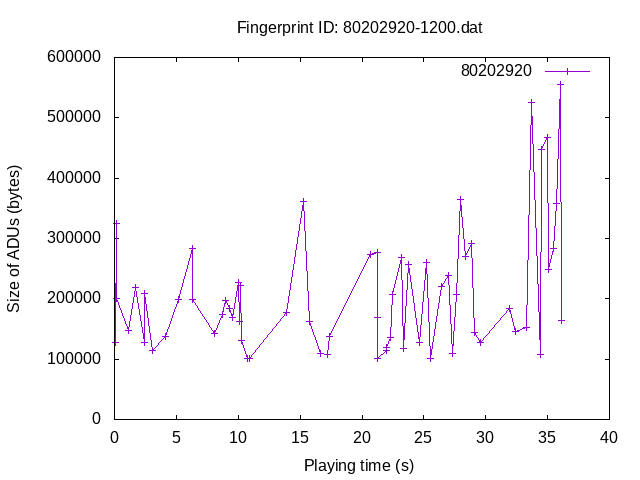 Fingerprint ID: 80202920-1200.dat
600000
80202920
500000
400000
300000
200000
100000
0
Size of ADUs (bytes)
0 5 10 15 20 25 30 35 40
Playing time (s)